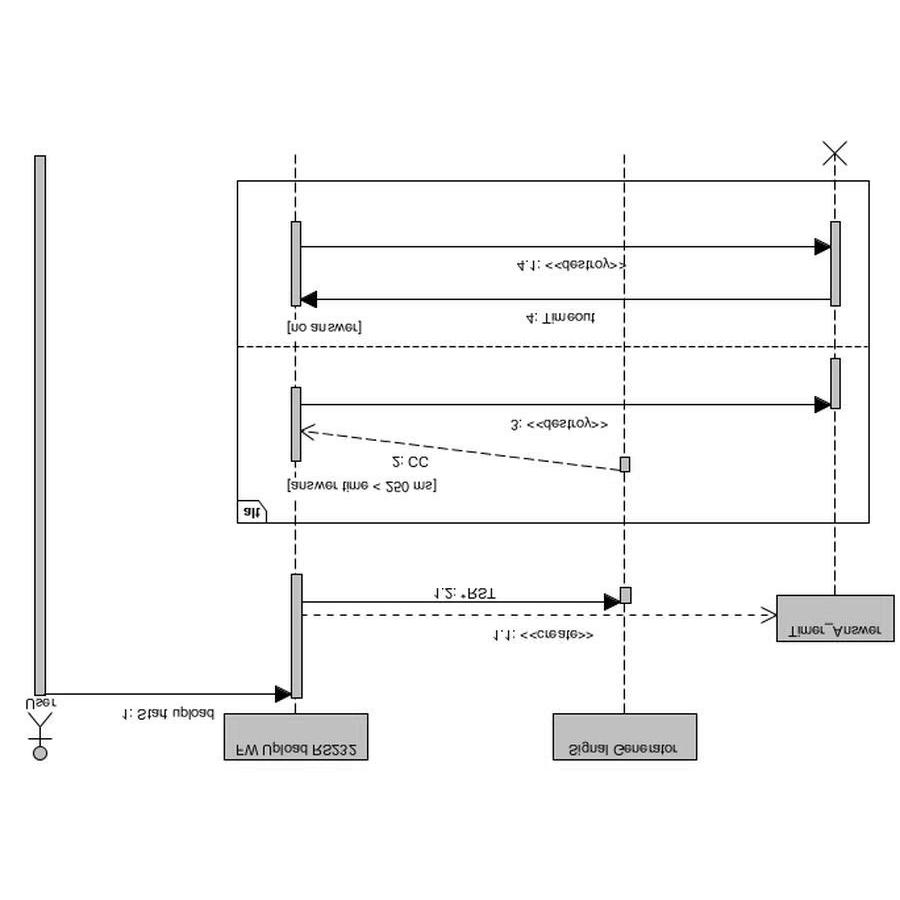 FW Upload RS232
Signal Generator
User
1: Start upload
Timer_Answer
1.1: <<create>>
1.2: *RST
alt
[answer time < 250 ms]
2: CC
3: <<destroy>>
[no answer]
4: Timeout
4.1: <<destroy>>